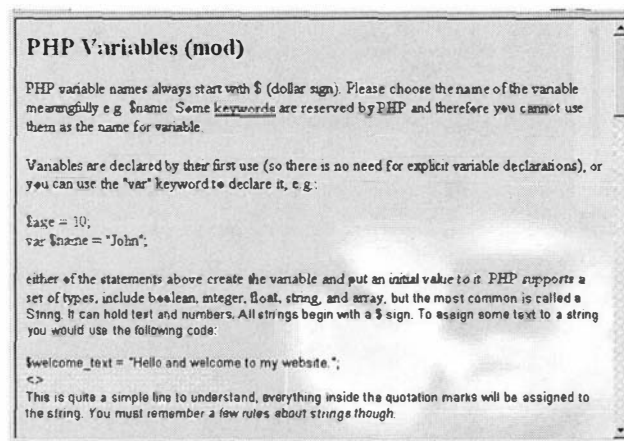 PHP Variables (mod)
PHP variable names always start with $ (dollar sign). Please choose the name of the variable
meaningfully e g $name Some keywords are reserved by PHP and therefore you cannot use
them as the name for variable.
Variables are declared by their first use (so there is no need for explicit variable declarations), or
you can use the "var" keyword to declare it, e.g.:
$age = 10;
var $name = "John";
either of the statements above create the variable and put an initial value to it PHP supports a
set of types, include boolean, integer, float, string, and array, but the most common is called a
String. It can hold text and numbers. All strings begin with a $ sign. To assign some text to a string
you would use the following code:
$welcome_text = "Hello and welcome to my website.";
<>
This is quite a simple line to understand, everything inside the quotation marks will be assigned to
the string. You must remember a few rules about strings though.